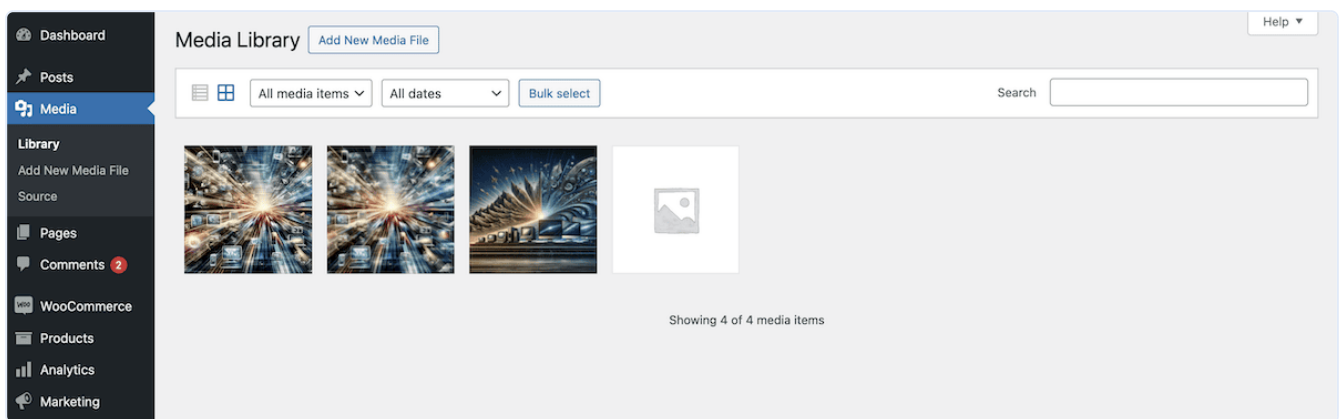 Dashboard
Posts
Media
Library
Add New Media File
Source
Pages
Comments 2
WooCommerce
Products
Analytics
Marketing
Help ▼
Media Library Add New Media File
All media items All dates Bulk select Search
Showing 4 of 4 media items